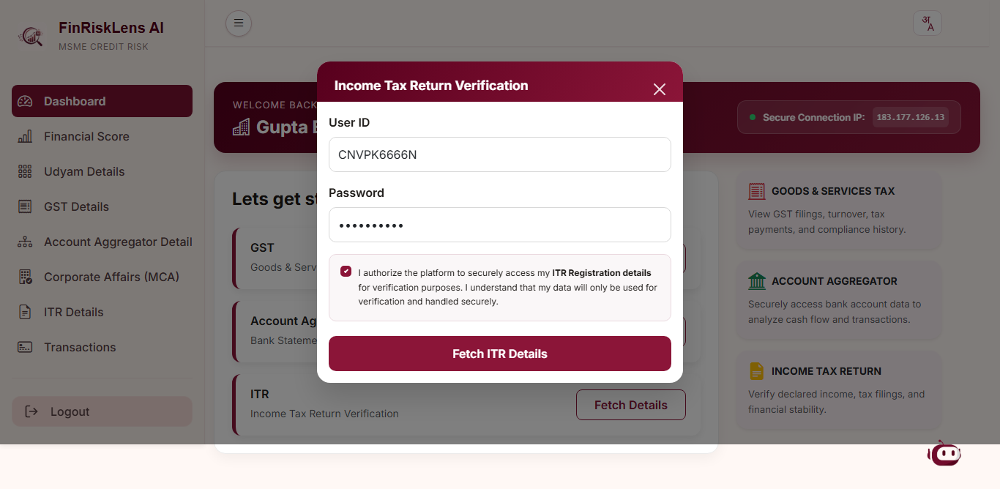 FinRiskLens AI
MSME CREDIT RISK
Dashboard
Financial Score
Udyam Details
GST Details
Account Aggregator Detail
Corporate Affairs (MCA)
ITR Details
Transactions
Logout
अ
A
WELCOME BACK
Gupta
Secure Connection IP: 183.177.126.13
Lets get
GST
Goods & Serv
Account Ag
Bank Stateme
ITR
Income Tax Return Verification
Fetch Details
Income Tax Return Verification
User ID
CNVPK6666N
Password
••••••••••
I authorize the platform to securely access my ITR Registration details
for verification purposes. I understand that my data will only be used for
verification and handled securely.
Fetch ITR Details
GOODS & SERVICES TAX
View GST filings, turnover, tax
payments, and compliance history.
ACCOUNT AGGREGATOR
Securely access bank account data to
analyze cash flow and transactions.
INCOME TAX RETURN
Verify declared income, tax filings, and
financial stability.